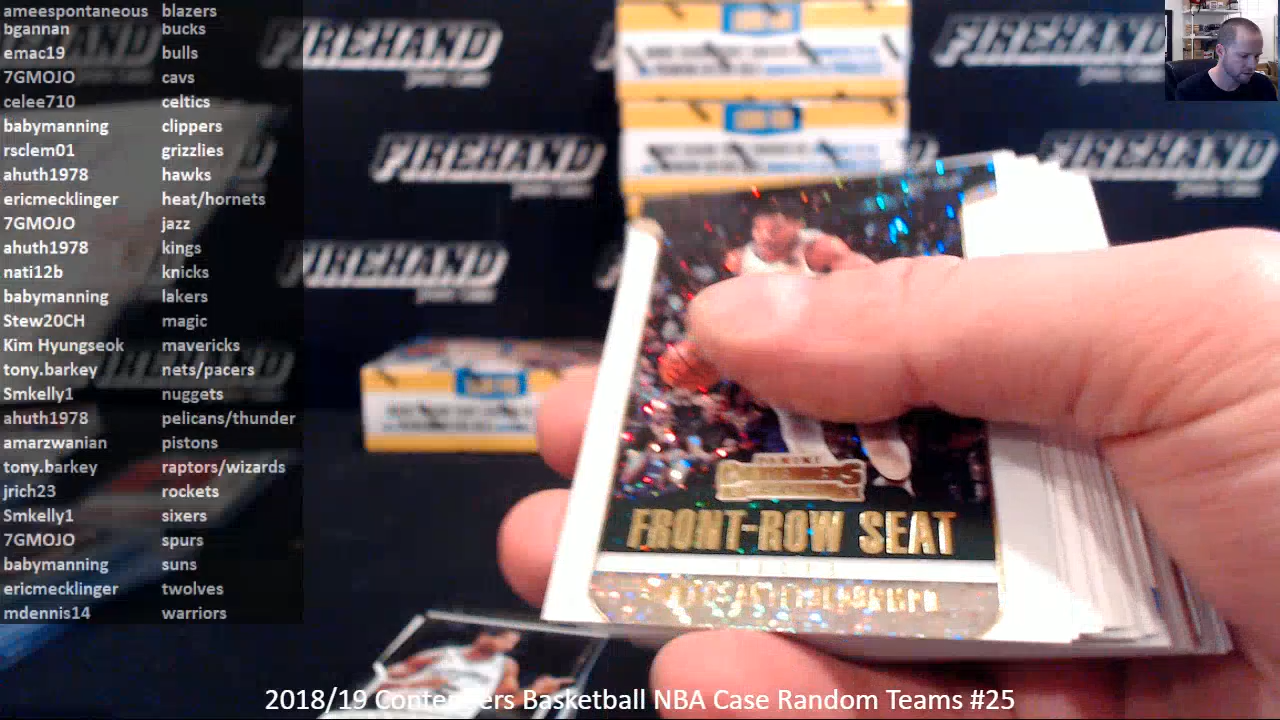 ameespontaneous blazers
bgannan bucks
emac19 bulls
7GMOJO cavs
celee710 celtics
babymanning clippers
rsclem01 grizzlies
ahuth1978 hawks
ericmecklinger heat/hornets
7GMOJO jazz
ahuth1978 kings
nati12b knicks
babymanning lakers
Stew20CH magic
Kim Hyungseok mavericks
tony.barkey nets/pacers
Smkelly1 nuggets
ahuth1978 pelicans/thunder
amarzwanian pistons
tony.barkey raptors/wizards
jrich23 rockets
Smkelly1 sixers
7GMOJO spurs
babymanning suns
ericmecklinger twolves
mdennis14 warriors
FIREHAND
FIREHAND
FIREHAND
FIREHAND
FIREHAND
FRONT-ROW SEAT
2018/19 Contenders Basketball NBA Case Random Teams #25